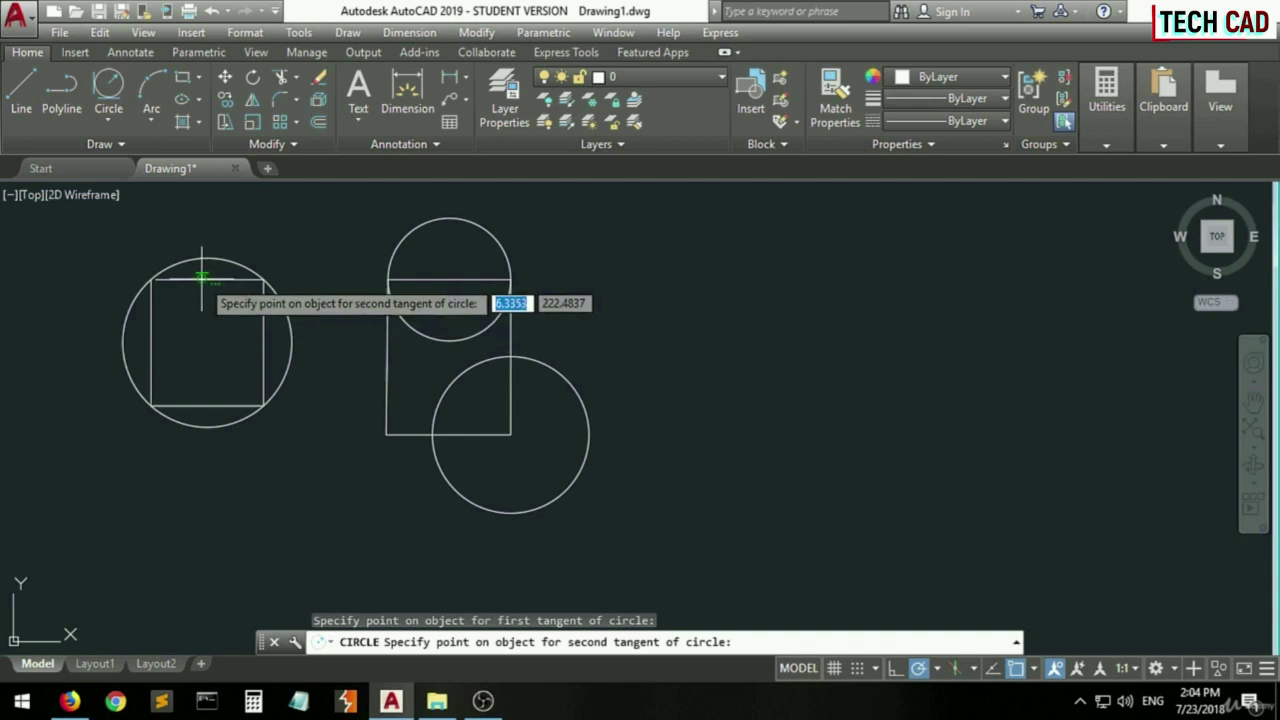 Autodesk AutoCAD 2019 - STUDENT VERSION Drawing1.dwg
Type a keyword or phrase
Sign In
TECH CAD
File Edit View Insert Format Tools Draw Dimension Modify Parametric Window Help Express
Home Insert Annotate Parametric View Manage Output Add-ins Collaborate Express Tools Featured Apps
Line Polyline Circle Arc
Text Dimension
Layer Properties
0
Insert
Match Properties
ByLayer
ByLayer
ByLayer
Group
Utilities
Clipboard
View
Draw Modify Annotation Layers Block Properties Groups
Start Drawing1*
[−][Top][2D Wireframe]
N
W TOP E
S
WCS
Specify point on object for second tangent of circle: 6.3353 222.4837
Y
X
Specify point on object for first tangent of circle:
CIRCLE Specify point on object for second tangent of circle:
Model Layout1 Layout2
MODEL 1:1
ENG
2:04 PM
7/23/2018